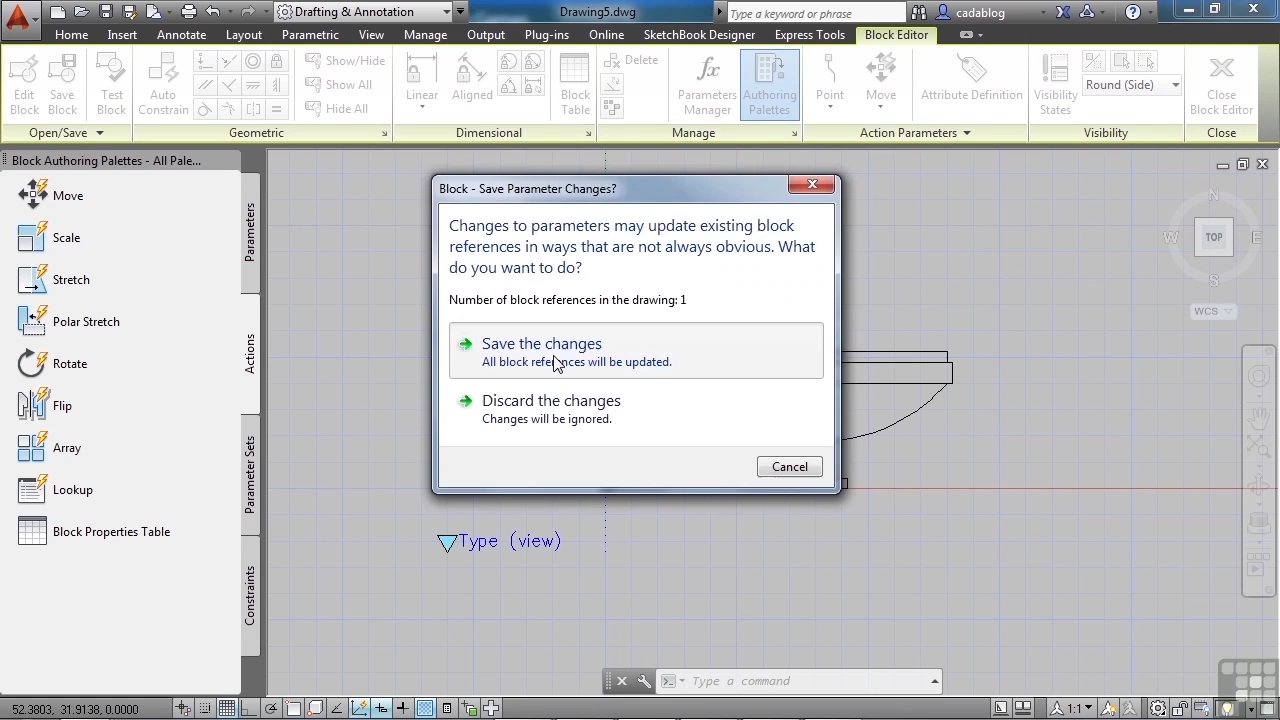 Drafting & Annotation
Drawing5.dwg
Type a keyword or phrase
cadablog
Home
Insert
Annotate
Layout
Parametric
View
Manage
Output
Plug-ins
Online
SketchBook Designer
Express Tools
Block Editor
Edit
Block
Save
Block
Test
Block
Auto
Constrain
Show/Hide
Show All
Hide All
Linear
Aligned
Block
Table
Delete
fx
Parameters
Manager
Authoring
Palettes
Point
Move
Attribute Definition
Visibility
States
Round (Side)
Close
Block Editor
Open/Save
Geometric
Dimensional
Manage
Action Parameters
Visibility
Close
Block Authoring Palettes - All Pale...
Move
Scale
Stretch
Polar Stretch
Rotate
Flip
Array
Lookup
Block Properties Table
Parameters
Actions
Parameter Sets
Constraints
Block - Save Parameter Changes?
Changes to parameters may update existing block
references in ways that are not always obvious. What
do you want to do?
Number of block references in the drawing: 1
Save the changes
All block references will be updated.
Discard the changes
Changes will be ignored.
Cancel
N
W
TOP
E
S
WCS
Type (view)
Type a command
52.3803, 31.9138, 0.0000
1:1